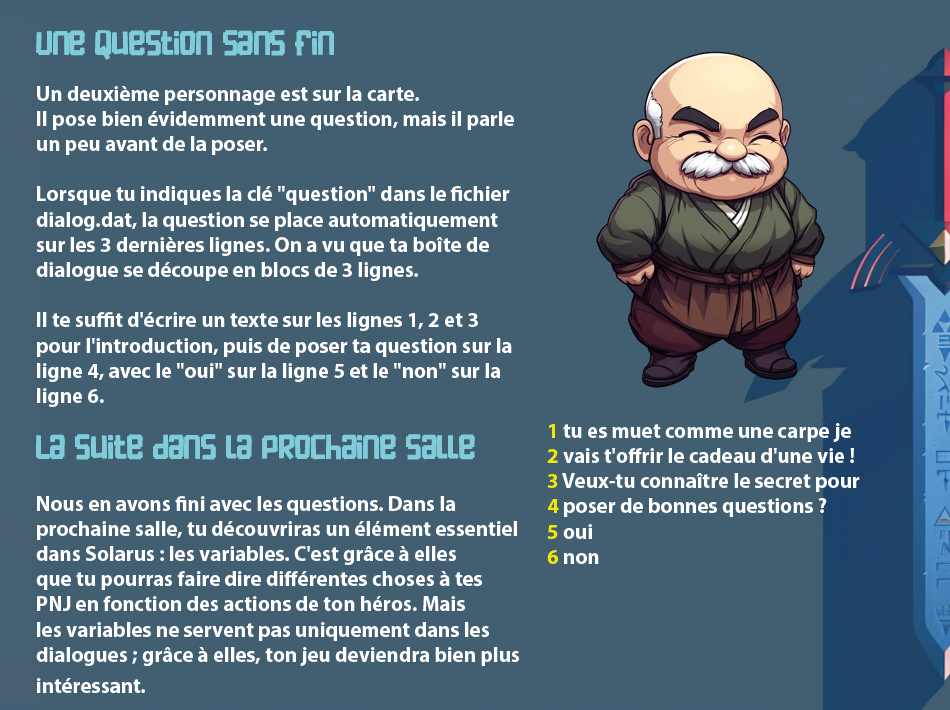 Une Question sans fin
Un deuxième personnage est sur la carte.
Il pose bien évidemment une question, mais il parle
un peu avant de la poser.
Lorsque tu indiques la clé "question" dans le fichier
dialog.dat, la question se place automatiquement
sur les 3 dernières lignes. On a vu que ta boîte de
dialogue se découpe en blocs de 3 lignes.
Il te suffit d'écrire un texte sur les lignes 1, 2 et 3
pour l'introduction, puis de poser ta question sur la
ligne 4, avec le "oui" sur la ligne 5 et le "non" sur la
ligne 6.
La Suite dans la prochaine salle
Nous en avons fini avec les questions. Dans la
prochaine salle, tu découvriras un élément essentiel
dans Solarus : les variables. C'est grâce à elles
que tu pourras faire dire différentes choses à tes
PNJ en fonction des actions de ton héros. Mais
les variables ne servent pas uniquement dans les
dialogues ; grâce à elles, ton jeu deviendra bien plus
intéressant.
1 tu es muet comme une carpe je
2 vais t'offrir le cadeau d'une vie !
3 Veux-tu connaître le secret pour
4 poser de bonnes questions ?
5 oui
6 non